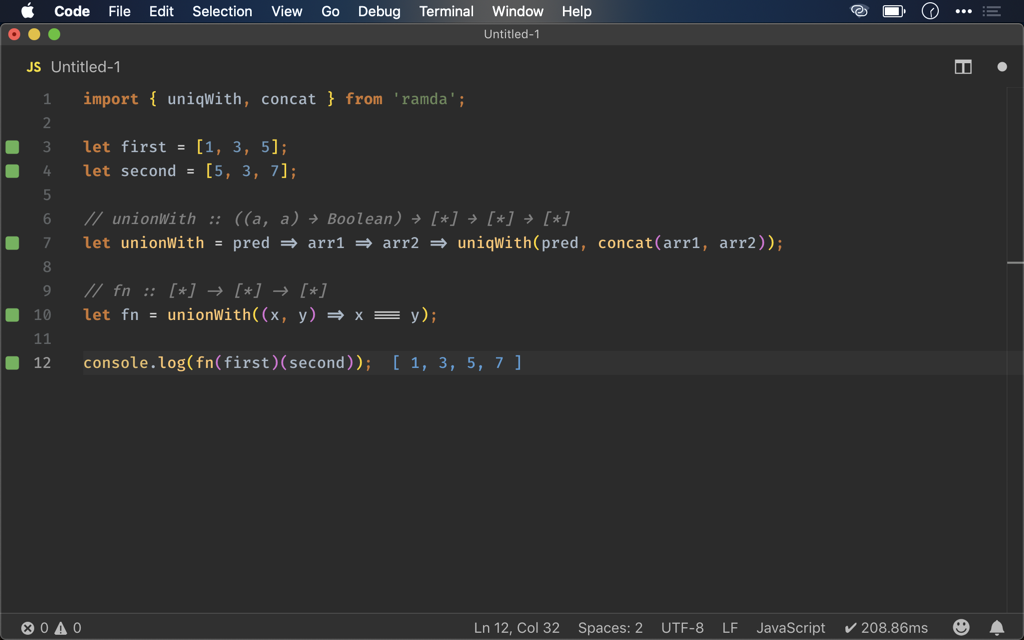 Code File Edit Selection View Go Debug Terminal Window Help
Untitled-1
JS Untitled-1
1 import { uniqWith, concat } from 'ramda';
2
3 let first = [1, 3, 5];
4 let second = [5, 3, 7];
5
6 // unionWith :: ((a, a) → Boolean) → [*] → [*] → [*]
7 let unionWith = pred ⇒ arr1 ⇒ arr2 ⇒ uniqWith(pred, concat(arr1, arr2));
8
9 // fn :: [*] → [*] → [*]
10 let fn = unionWith((x, y) ⇒ x === y);
11
12 console.log(fn(first)(second)); [ 1, 3, 5, 7 ]
0 0 Ln 12, Col 32 Spaces: 2 UTF-8 LF JavaScript ✔ 208.86ms